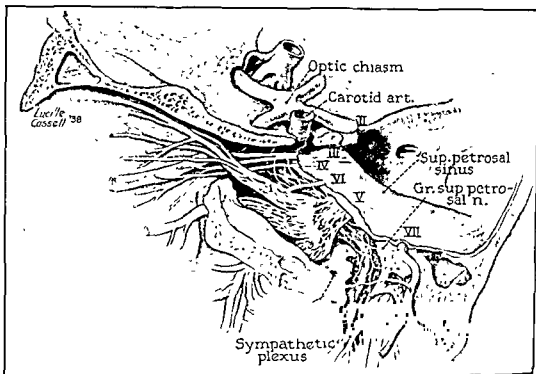 Optic chiasm
Carotid art.
Lucille
Cassell '38
VI
III
IV
VI
V
Sup. petrosal
sinus
Gr. sup petro-
sal n.
VII
Sympathetic
plexus